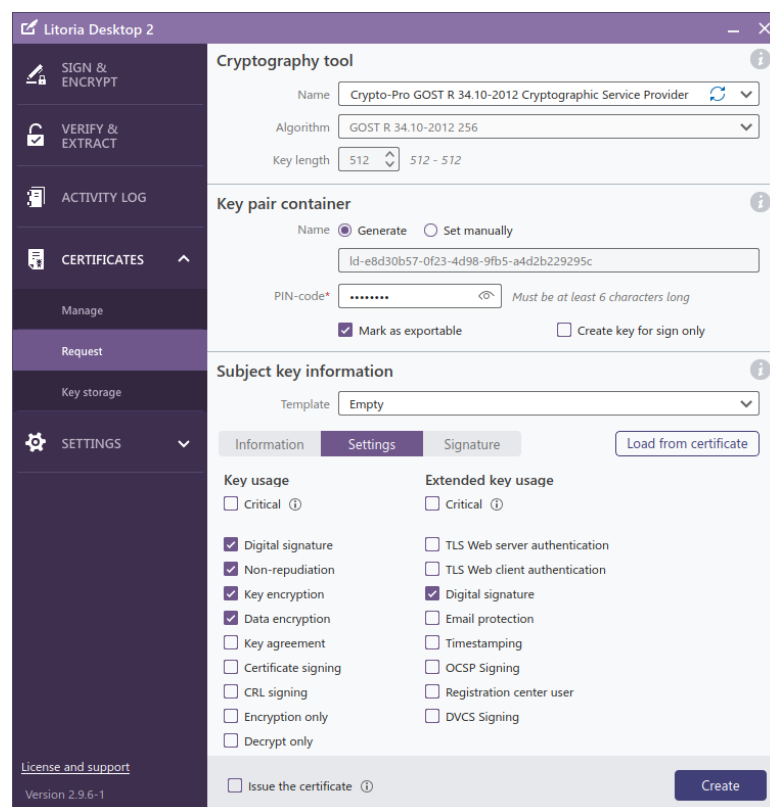 Litoria Desktop 2
SIGN &
ENCRYPT
VERIFY &
EXTRACT
ACTIVITY LOG
CERTIFICATES
Manage
Request
Key storage
SETTINGS
License and support
Version 2.9.6-1
Cryptography tool
Name Crypto-Pro GOST R 34.10-2012 Cryptographic Service Provider
Algorithm GOST R 34.10-2012 256
Key length 512 512 - 512
Key pair container
Name Generate Set manually
ld-e8d30b57-0f23-4d98-9fb5-a4d2b229295c
PIN-code* •••••••• Must be at least 6 characters long
Mark as exportable Create key for sign only
Subject key information
Template Empty
Information Settings Signature Load from certificate
Key usage
Critical
Digital signature
Non-repudiation
Key encryption
Data encryption
Key agreement
Certificate signing
CRL signing
Encryption only
Decrypt only
Extended key usage
Critical
TLS Web server authentication
TLS Web client authentication
Digital signature
Email protection
Timestamping
OCSP Signing
Registration center user
DVCS Signing
Issue the certificate Create